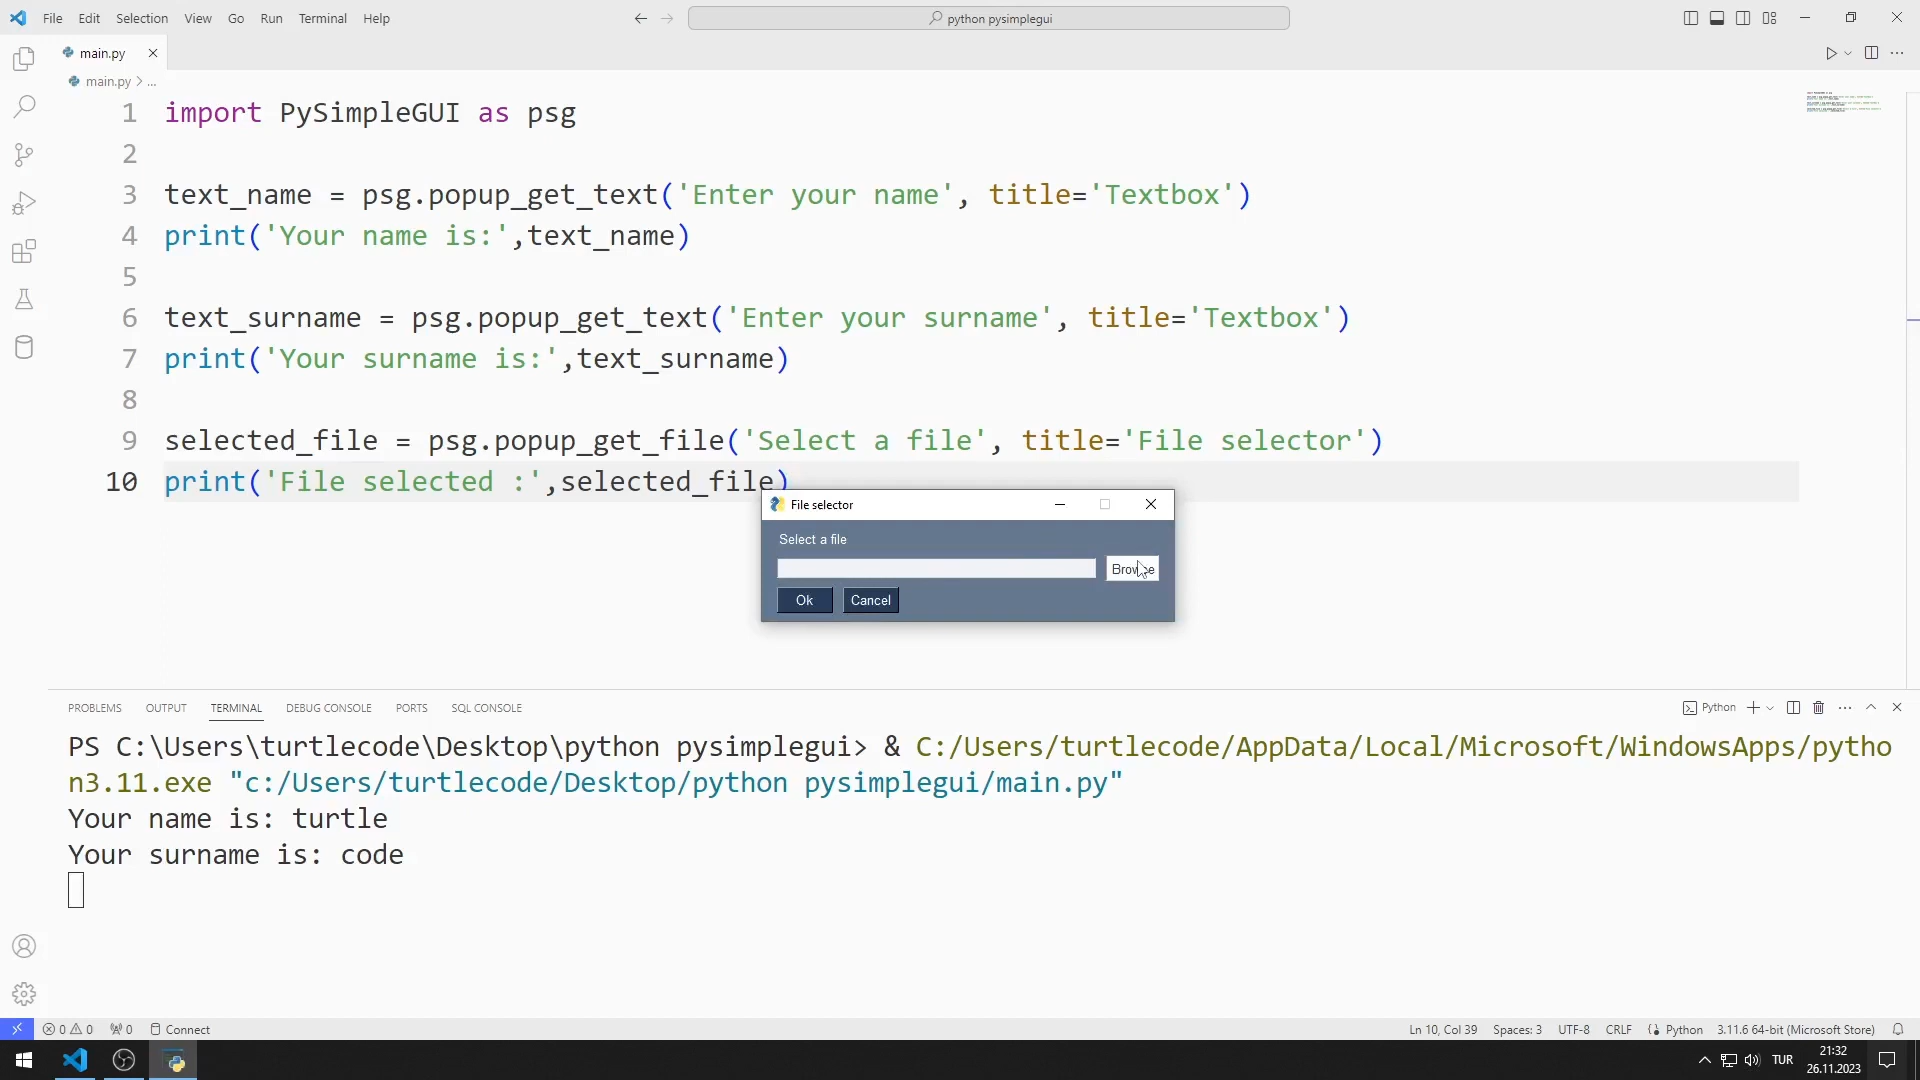 File Edit Selection View Go Run Terminal Help
python pysimplegui
main.py
main.py > ...
1 import PySimpleGUI as psg
2
3 text_name = psg.popup_get_text('Enter your name', title='Textbox')
4 print('Your name is:',text_name)
5
6 text_surname = psg.popup_get_text('Enter your surname', title='Textbox')
7 print('Your surname is:',text_surname)
8
9 selected_file = psg.popup_get_file('Select a file', title='File selector')
10 print('File selected :',selected_file)
File selector
Select a file
Browse
Ok Cancel
PROBLEMS OUTPUT TERMINAL DEBUG CONSOLE PORTS SQL CONSOLE
Python
PS C:\Users\turtlecode\Desktop\python pysimplegui> & C:/Users/turtlecode/AppData/Local/Microsoft/WindowsApps/pytho
n3.11.exe "c:/Users/turtlecode/Desktop/python pysimplegui/main.py"
Your name is: turtle
Your surname is: code
0 0 0 Connect
Ln 10, Col 39 Spaces: 3 UTF-8 CRLF Python 3.11.6 64-bit (Microsoft Store)
TUR
21:32
26.11.2023